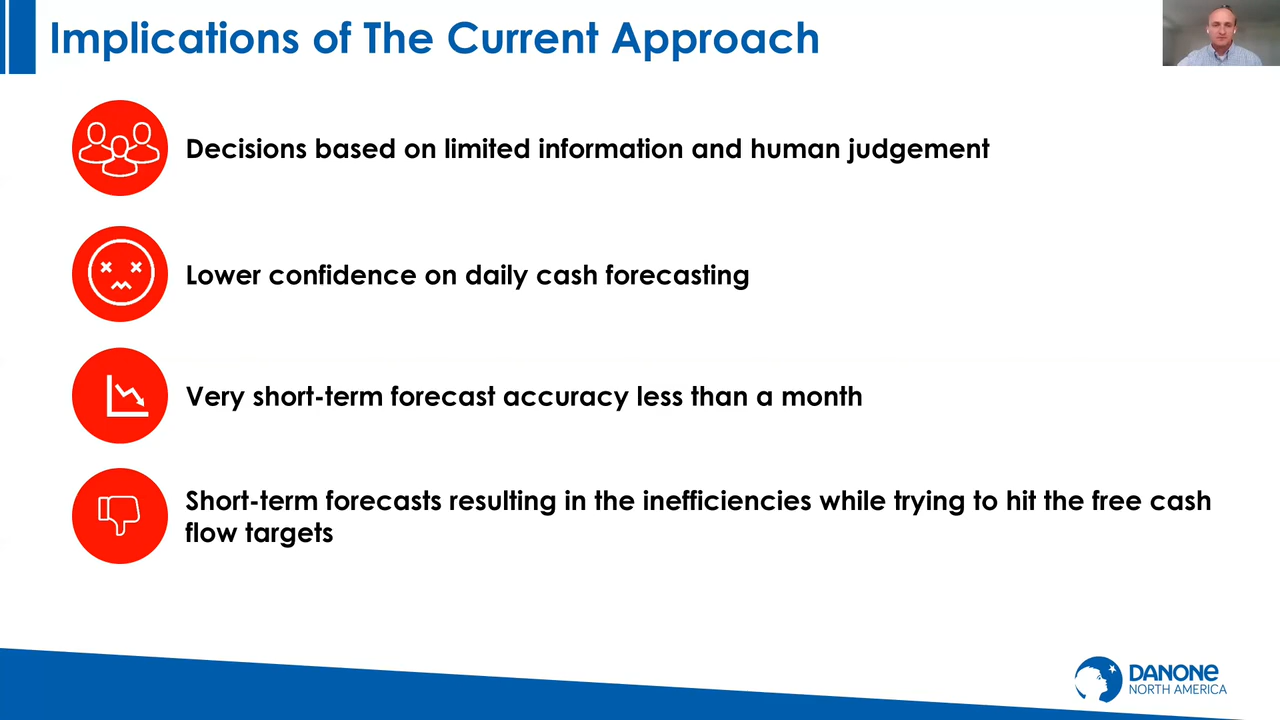 Implications of The Current Approach
Decisions based on limited information and human judgement
Lower confidence on daily cash forecasting
Very short-term forecast accuracy less than a month
Short-term forecasts resulting in the inefficiencies while trying to hit the free cash
flow targets
DANONE
NORTH AMERICA